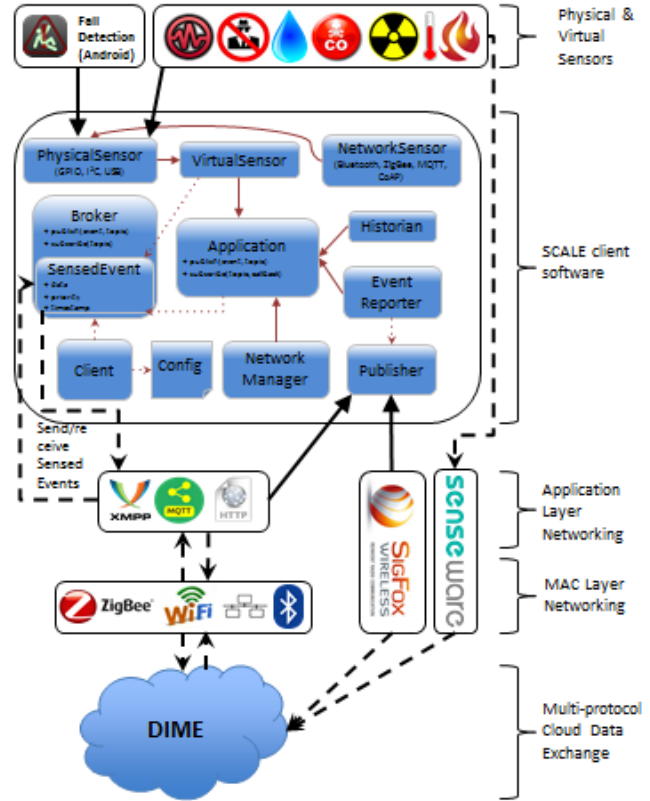 Fall
Detection
(Android)
CO
Physical &
Virtual
Sensors
PhysicalSensor
(GPIO, I²C, USB)
VirtualSensor
NetworkSensor
(Bluetooth, ZigBee, MQTT,
CoAP)
Broker
+ publish(event, topic)
+ subscribe(topic)
SensedEvent
+ data
+ priority
+ timestamp
Application
+ publish(event, topic)
+ subscribe(topic, callback)
Historian
Event
Reporter
Client
Config
Network
Manager
Publisher
SCALE client
software
Send/re
ceive
Sensed
Events
XMPP
MQTT
HTTP
SIGFOX
WIRELESS
senseware
Application
Layer
Networking
ZigBee
WiFi
MAC Layer
Networking
DIME
Multi-protocol
Cloud Data
Exchange